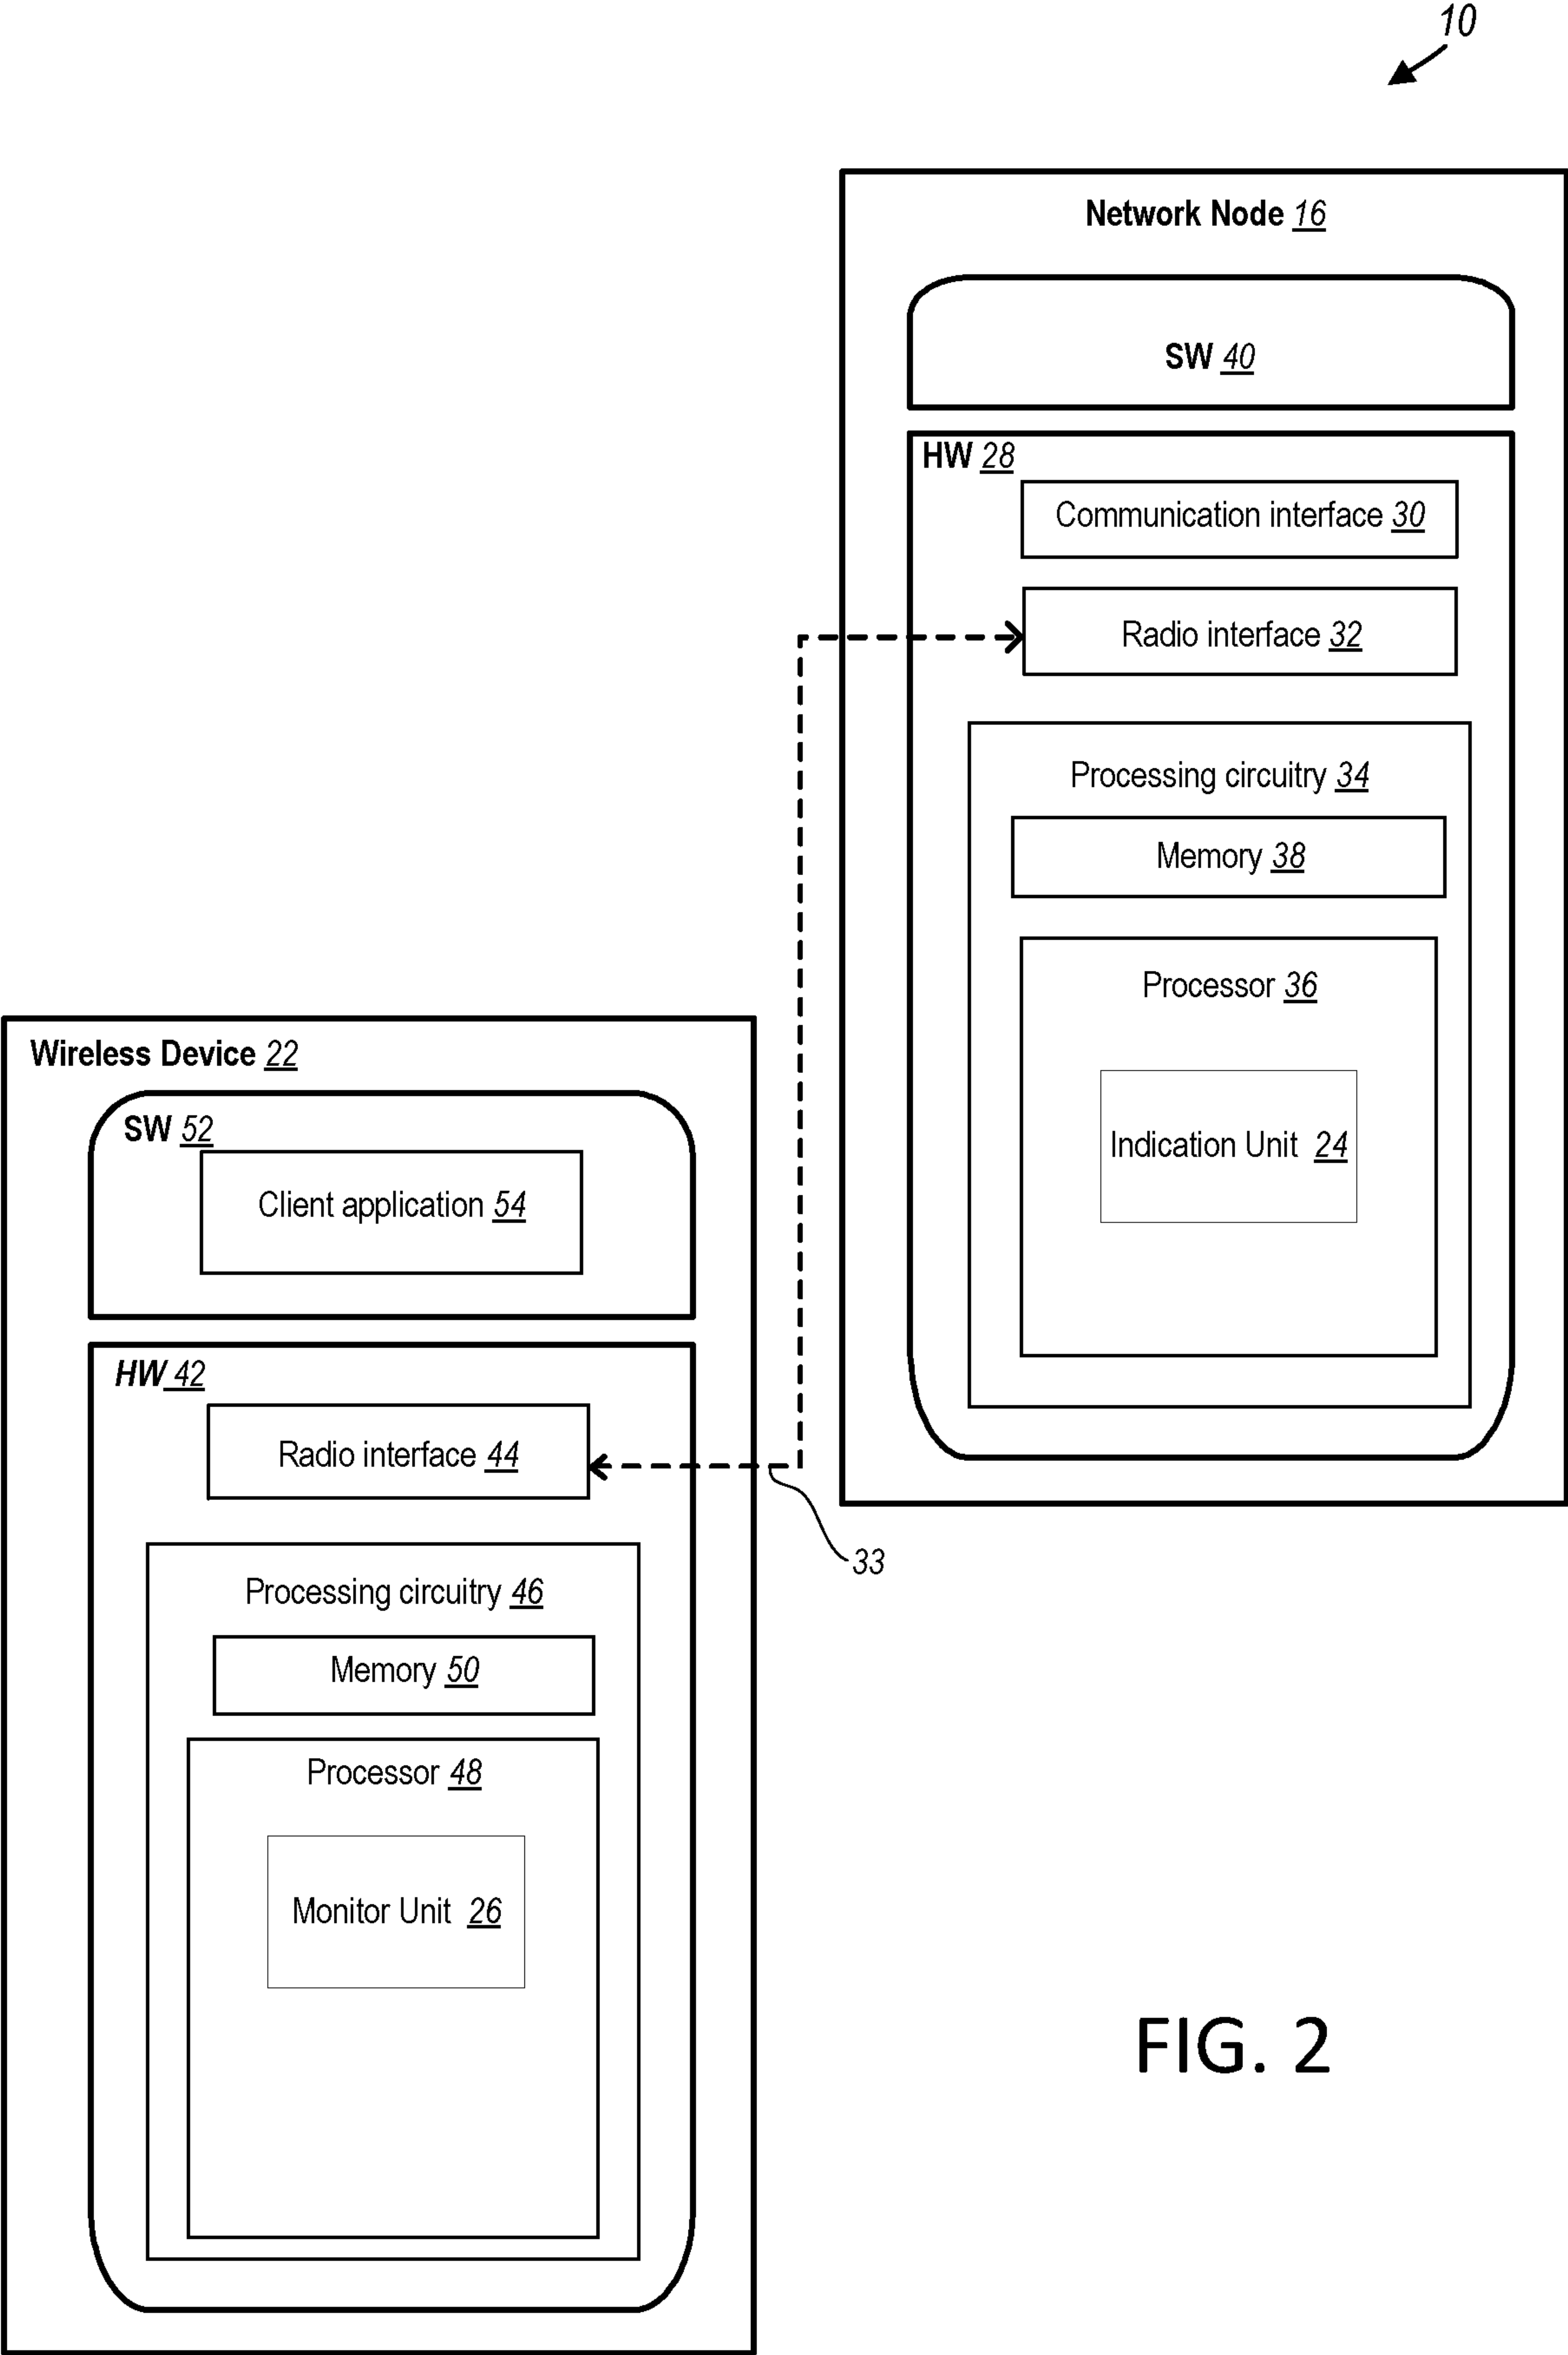 10
Network Node 16
SW 40
HW 28
Communication interface 30
Radio interface 32
Processing circuitry 34
Memory 38
Processor 36
Indication Unit 24
Wireless Device 22
SW 52
Client application 54
HW 42
Radio interface 44
33
Processing circuitry 46
Memory 50
Processor 48
Monitor Unit 26
FIG. 2